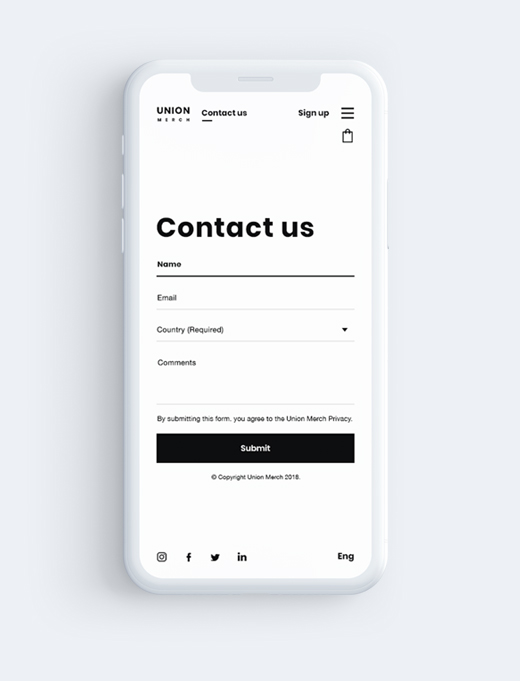 UNION
MERCH
Contact us
Sign up
Contact us
Name
Email
Country (Required)
Comments
By submitting this form, you agree to the Union Merch Privacy.
Submit
© Copyright Union Merch 2018.
Eng